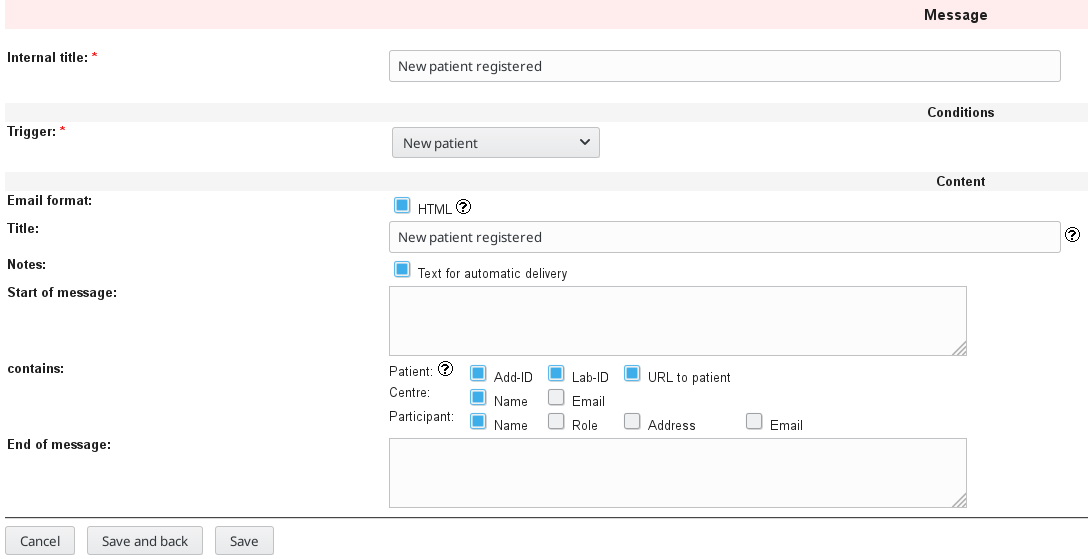 Message
Internal title: *
New patient registered
Conditions
Trigger: *
New patient
Content
Email format:
HTML ?
Title:
New patient registered ?
Notes:
Text for automatic delivery
Start of message:
contains:
Patient: ? Add-ID Lab-ID URL to patient
Centre: Name Email
Participant: Name Role Address Email
End of message:
Cancel Save and back Save